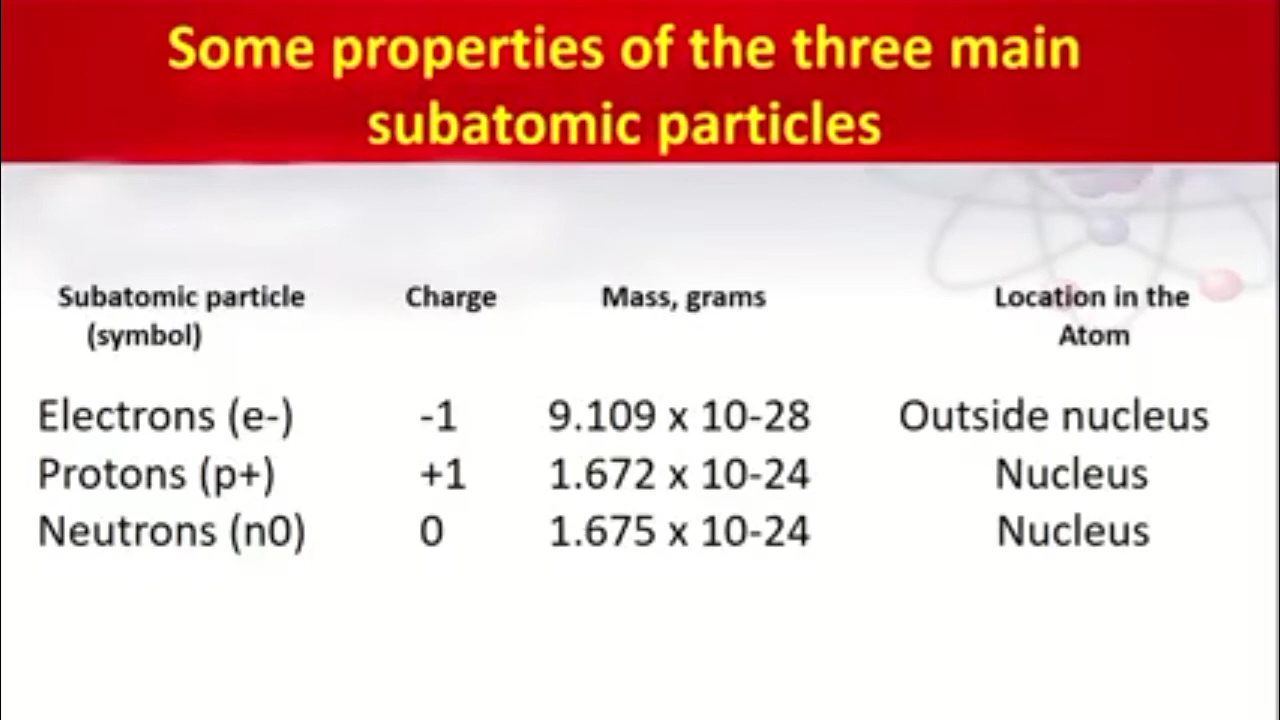 Some properties of the three main
subatomic particles
Subatomic particle Charge Mass, grams Location in the
(symbol) Atom
Electrons (e-) -1 9.109 x 10-28 Outside nucleus
Protons (p+) +1 1.672 x 10-24 Nucleus
Neutrons (n0) 0 1.675 x 10-24 Nucleus